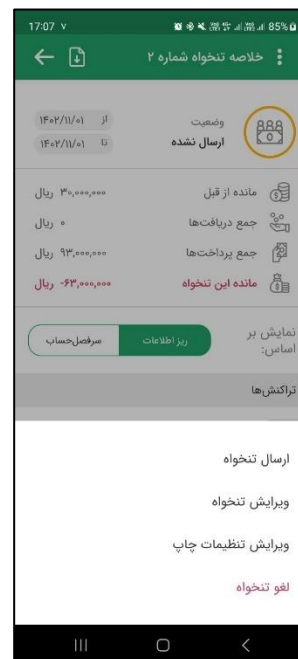 17:07 85%
خلاصه تنخواه شماره ۲
وضعیت
ارسال نشده
از ۱۴۰۲/۱۱/۰۱
تا ۱۴۰۲/۱۱/۰۱
مانده از قبل ۳۰,۰۰۰,۰۰۰ ریال
جمع دریافت‌ها ۰ ریال
جمع پرداخت‌ها ۹۳,۰۰۰,۰۰۰ ریال
مانده این تنخواه -۶۳,۰۰۰,۰۰۰ ریال
نمایش بر
اساس:
ریز اطلاعات سرفصل‌حساب
تراکنش‌ها
ارسال تنخواه
ویرایش تنخواه
ویرایش تنظیمات چاپ
لغو تنخواه